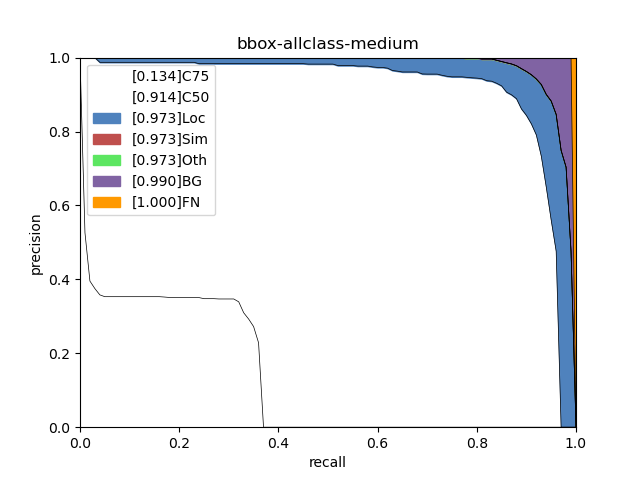 bbox-allclass-medium
1.0
0.8
0.6
0.4
0.2
0.0
precision
[0.134]C75
[0.914]C50
[0.973]Loc
[0.973]Sim
[0.973]Oth
[0.990]BG
[1.000]FN
0.0 0.2 0.4 0.6 0.8 1.0
recall